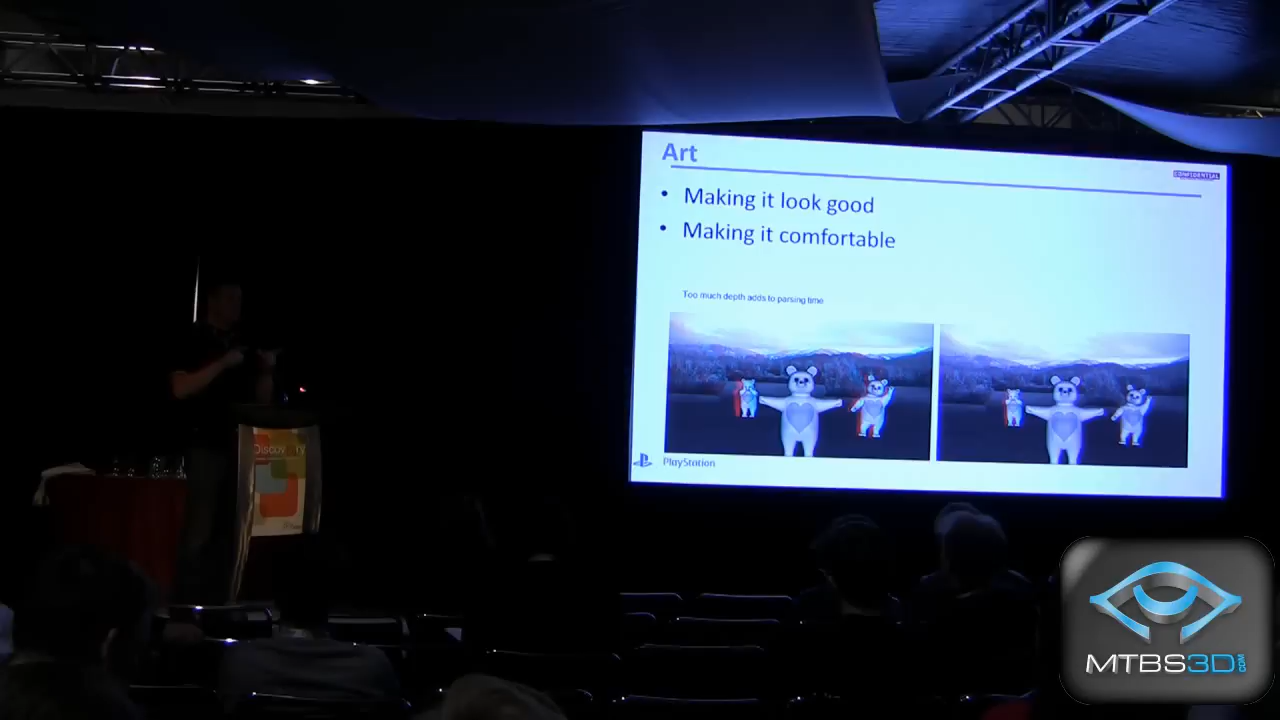 Art
CONFIDENTIAL
• Making it look good
• Making it comfortable
Too much depth adds to parsing time
PlayStation
Discovery
MTBS3D.COM